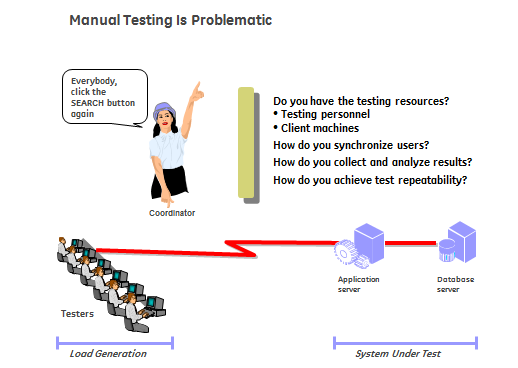 Manual Testing Is Problematic
Everybody,
click the
SEARCH button
again
Do you have the testing resources?
• Testing personnel
• Client machines
How do you synchronize users?
How do you collect and analyze results?
How do you achieve test repeatability?
Coordinator
Application
server
Database
server
Testers
Load Generation
System Under Test